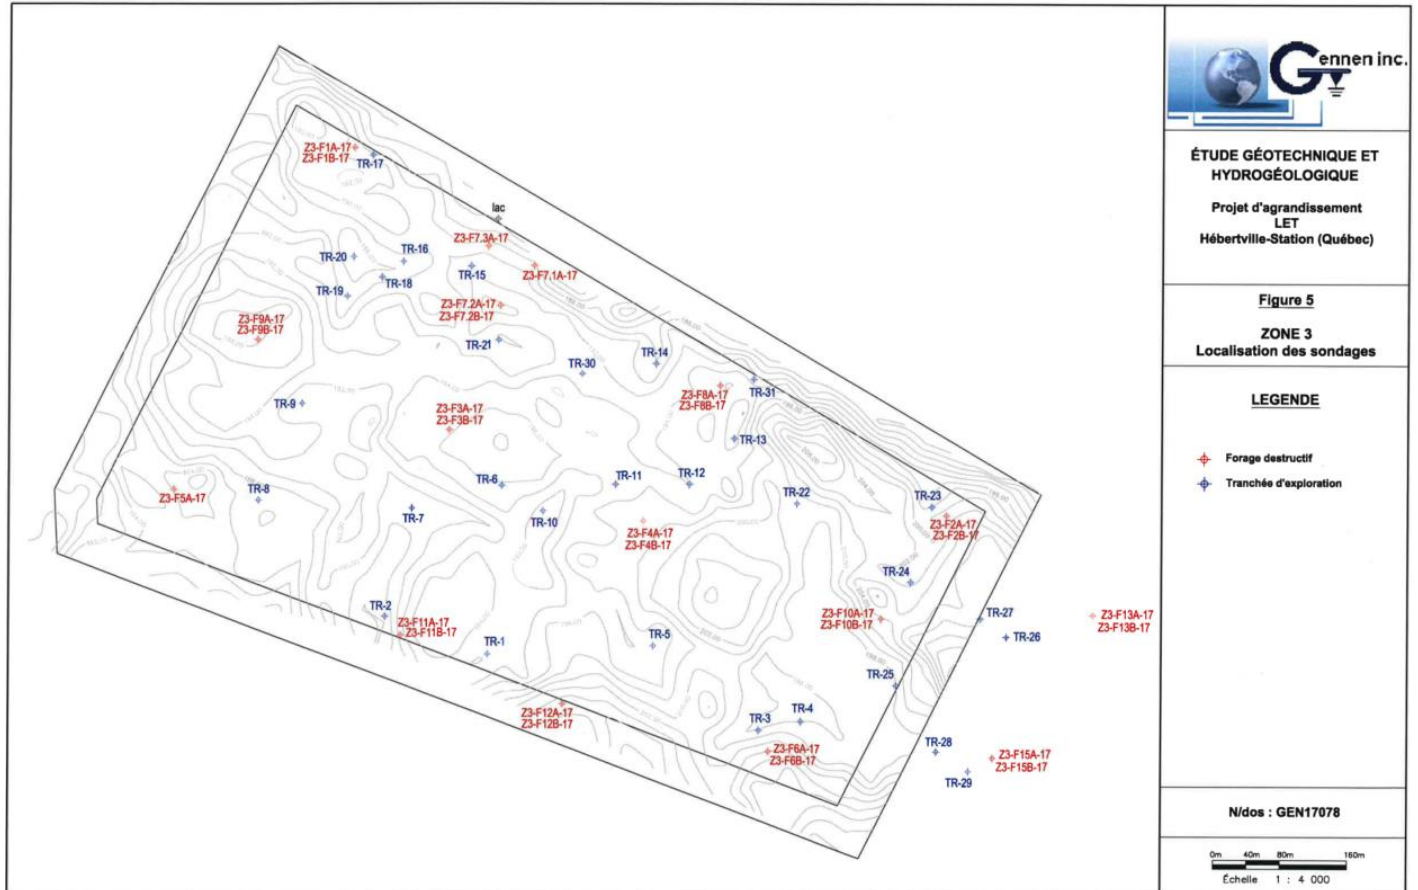 Gennen inc.
ÉTUDE GÉOTECHNIQUE ET
HYDROGÉOLOGIQUE
Projet d'agrandissement
LET
Hébertville-Station (Québec)
Figure 5
ZONE 3
Localisation des sondages
LEGENDE
Forage destructif
Tranchée d'exploration
N/dos : GEN17078
0m 40m 80m 160m
Échelle 1 : 4 000
Z3-F1A-17
Z3-F1B-17
TR-17
lac
Z3-F7.3A-17
TR-20
TR-16
TR-15
Z3-F7.1A-17
TR-18
TR-19
Z3-F7.2A-17
Z3-F7.2B-17
Z3-F9A-17
Z3-F9B-17
TR-21
TR-14
TR-30
Z3-F8A-17
Z3-F8B-17
TR-31
TR-9
Z3-F3A-17
Z3-F3B-17
TR-13
TR-6
TR-11
TR-12
Z3-F5A-17
TR-8
TR-7
TR-10
TR-22
TR-23
Z3-F2A-17
Z3-F2B-17
Z3-F4A-17
Z3-F4B-17
TR-24
TR-2
Z3-F11A-17
Z3-F11B-17
TR-1
TR-5
Z3-F10A-17
Z3-F10B-17
TR-27
TR-26
Z3-F13A-17
Z3-F13B-17
TR-25
Z3-F12A-17
Z3-F12B-17
TR-3
TR-4
Z3-F6A-17
Z3-F6B-17
TR-28
TR-29
Z3-F15A-17
Z3-F15B-17